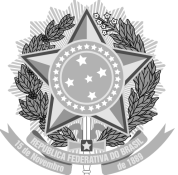 REPÚBLICA FEDERATIVA DO BRASIL
15 de Novembro
de 1889